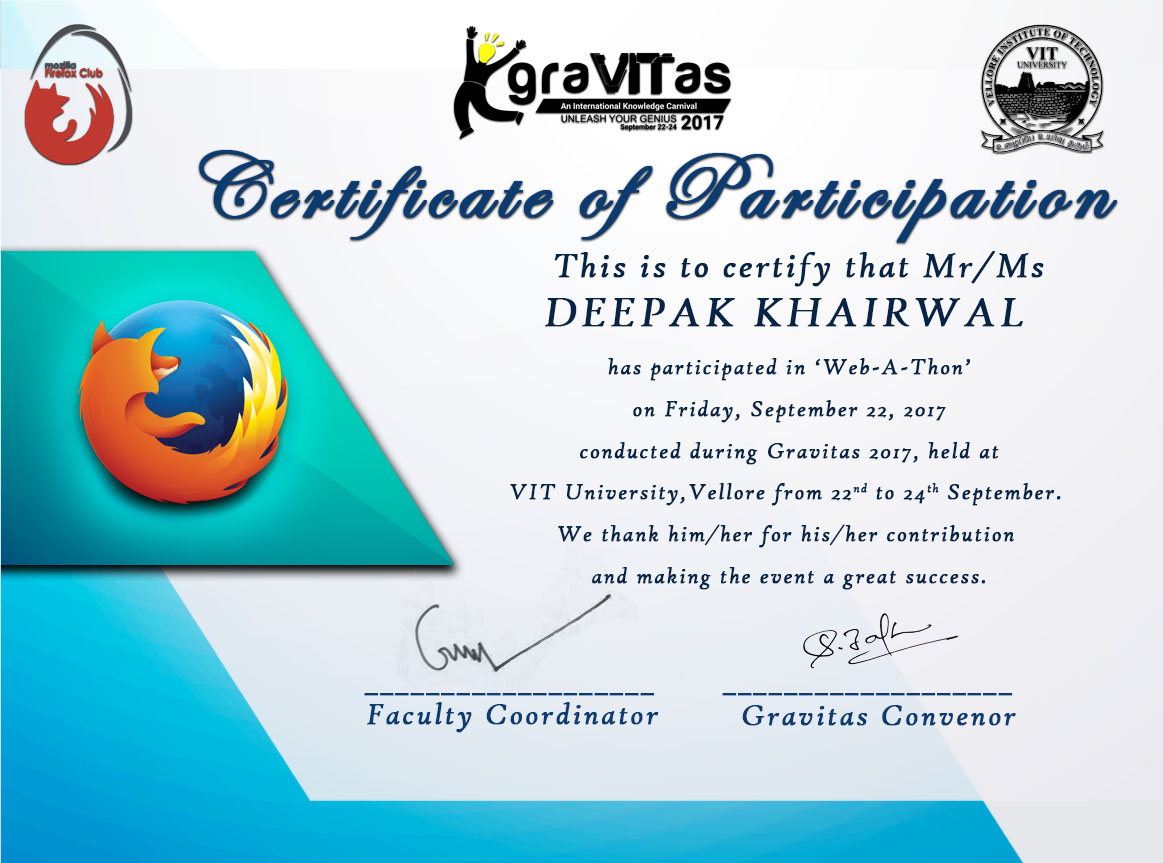 mozilla
Firefox Club
graVITas
An International Knowledge Carnival
UNLEASH YOUR GENIUS
September 22-24 2017
VELLORE INSTITUTE OF TECHNOLOGY
VIT
UNIVERSITY
Certificate of Participation
This is to certify that Mr/Ms
DEEPAK KHAIRWAL
has participated in ‘Web-A-Thon’
on Friday, September 22, 2017
conducted during Gravitas 2017, held at
VIT University,Vellore from 22nd to 24th September.
We thank him/her for his/her contribution
and making the event a great success.
Faculty Coordinator
Gravitas Convenor